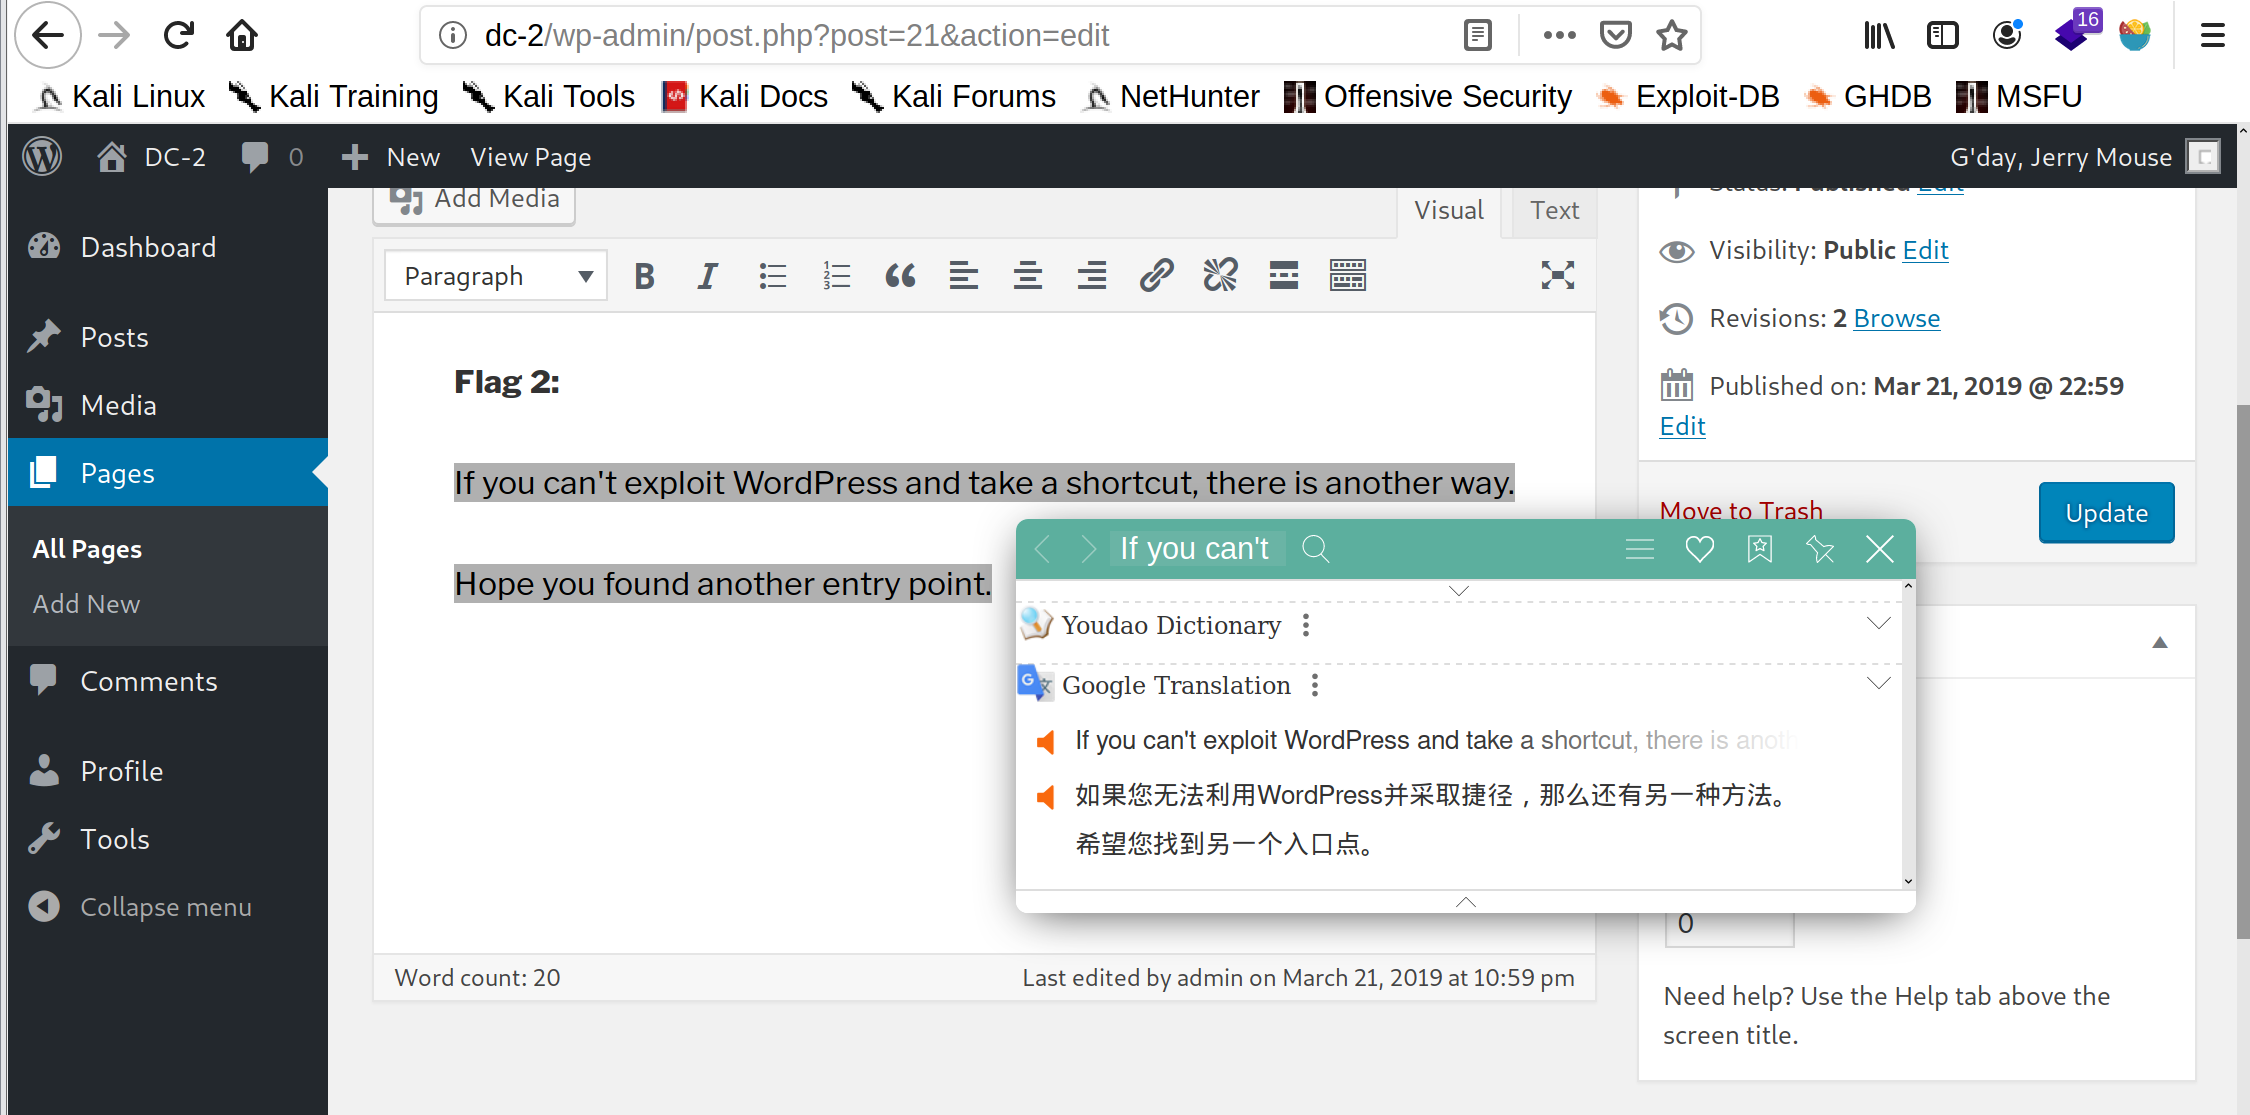 dc-2/wp-admin/post.php?post=21&action=edit
16
Kali Linux Kali Training Kali Tools Kali Docs Kali Forums NetHunter Offensive Security Exploit-DB GHDB MSFU
DC-2 0 New View Page G'day, Jerry Mouse
Dashboard
Posts
Media
Pages
All Pages
Add New
Comments
Profile
Tools
Collapse menu
Add Media
Visual Text
Paragraph
Flag 2:
If you can't exploit WordPress and take a shortcut, there is another way.
Hope you found another entry point.
Word count: 20 Last edited by admin on March 21, 2019 at 10:59 pm
Status: Published Edit
Visibility: Public Edit
Revisions: 2 Browse
Published on: Mar 21, 2019 @ 22:59
Edit
Move to Trash
Update
If you can't
Youdao Dictionary
Google Translation
If you can't exploit WordPress and take a shortcut, there is anoth
如果您无法利用WordPress并采取捷径，那么还有另一种方法。
希望您找到另一个入口点。
0
Need help? Use the Help tab above the
screen title.